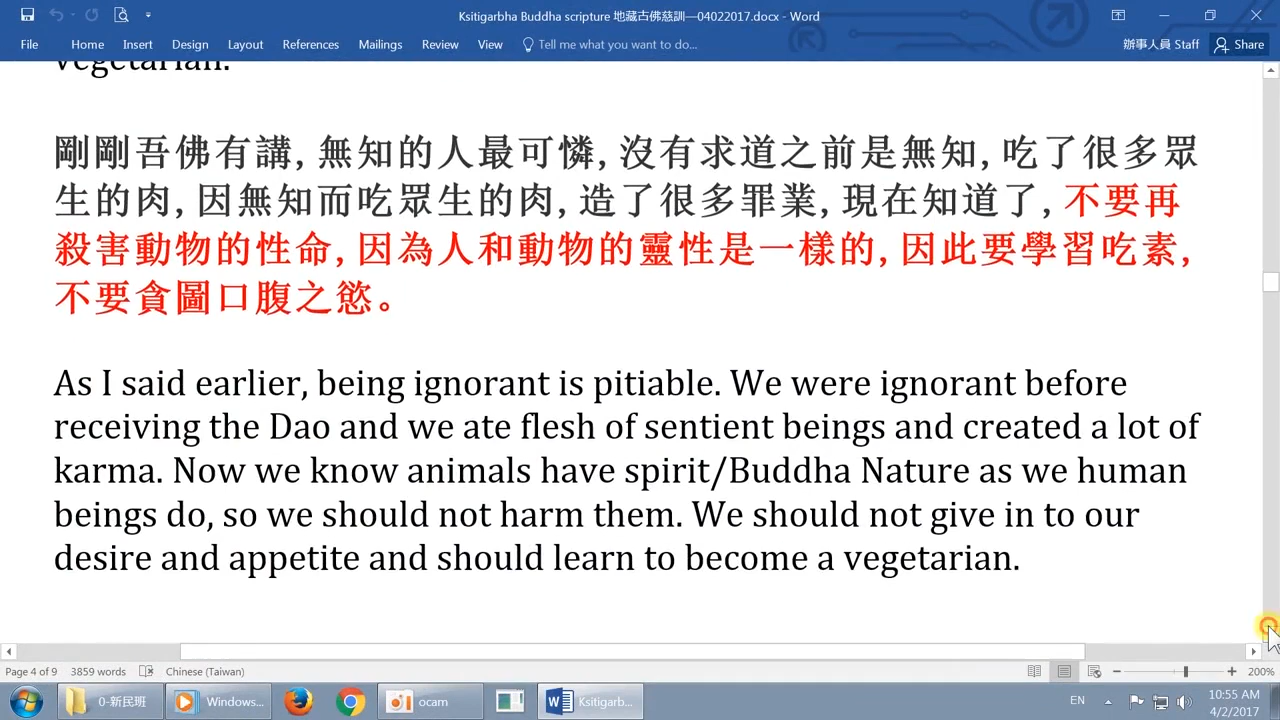 Ksitigarbha Buddha scripture 地藏古佛慈訓—04022017.docx - Word
File Home Insert Design Layout References Mailings Review View Tell me what you want to do... 辦事人員 Staff Share
vegetarian.
剛剛吾佛有講, 無知的人最可憐, 沒有求道之前是無知, 吃了很多眾
生的肉, 因無知而吃眾生的肉, 造了很多罪業, 現在知道了, 不要再
殺害動物的性命, 因為人和動物的靈性是一樣的, 因此要學習吃素,
不要貪圖口腹之慾。
As I said earlier, being ignorant is pitiable. We were ignorant before
receiving the Dao and we ate flesh of sentient beings and created a lot of
karma. Now we know animals have spirit/Buddha Nature as we human
beings do, so we should not harm them. We should not give in to our
desire and appetite and should learn to become a vegetarian.
Page 4 of 9 3859 words Chinese (Taiwan) 200%
0-新民班 Windows... ocam Ksitigarb... EN 10:55 AM
4/2/2017